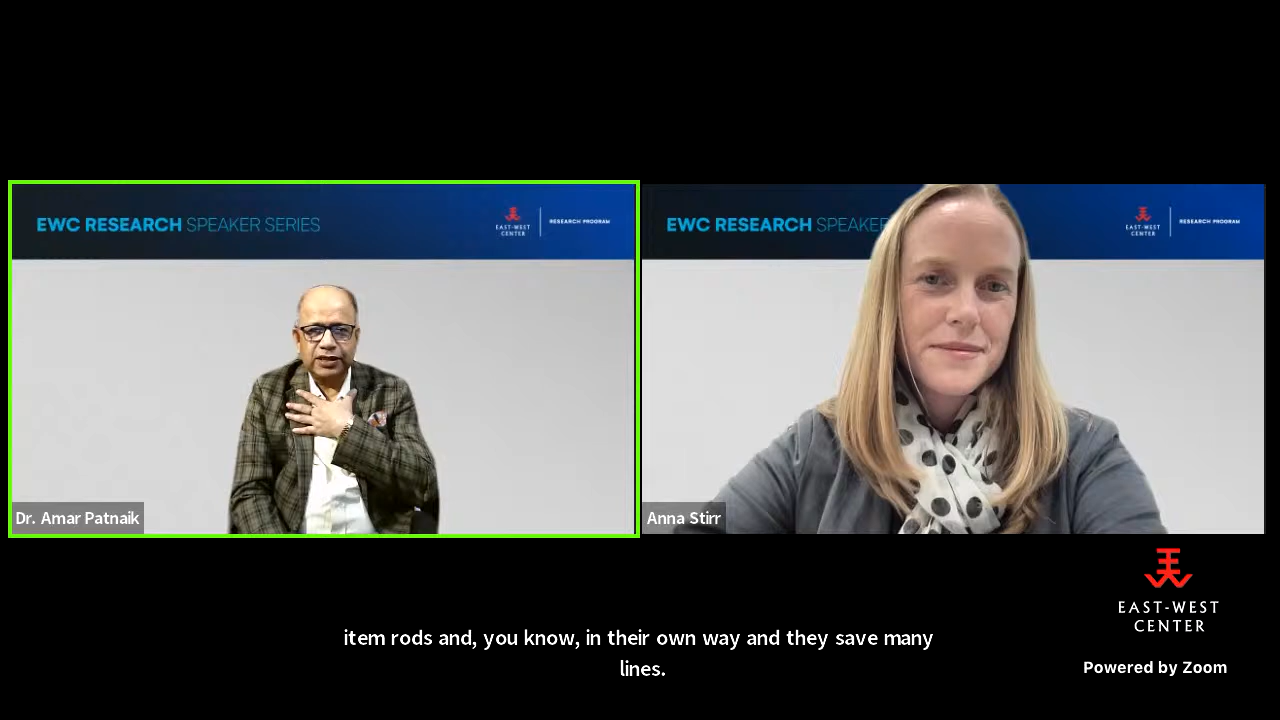 EWC RESEARCH SPEAKER SERIES
EAST-WEST
CENTER
RESEARCH PROGRAM
EWC RESEARCH SPEAKE
EAST-WEST
CENTER
RESEARCH PROGRAM
Dr. Amar Patnaik
Anna Stirr
EAST-WEST
CENTER
item rods and, you know, in their own way and they save many
lines.
Powered by Zoom